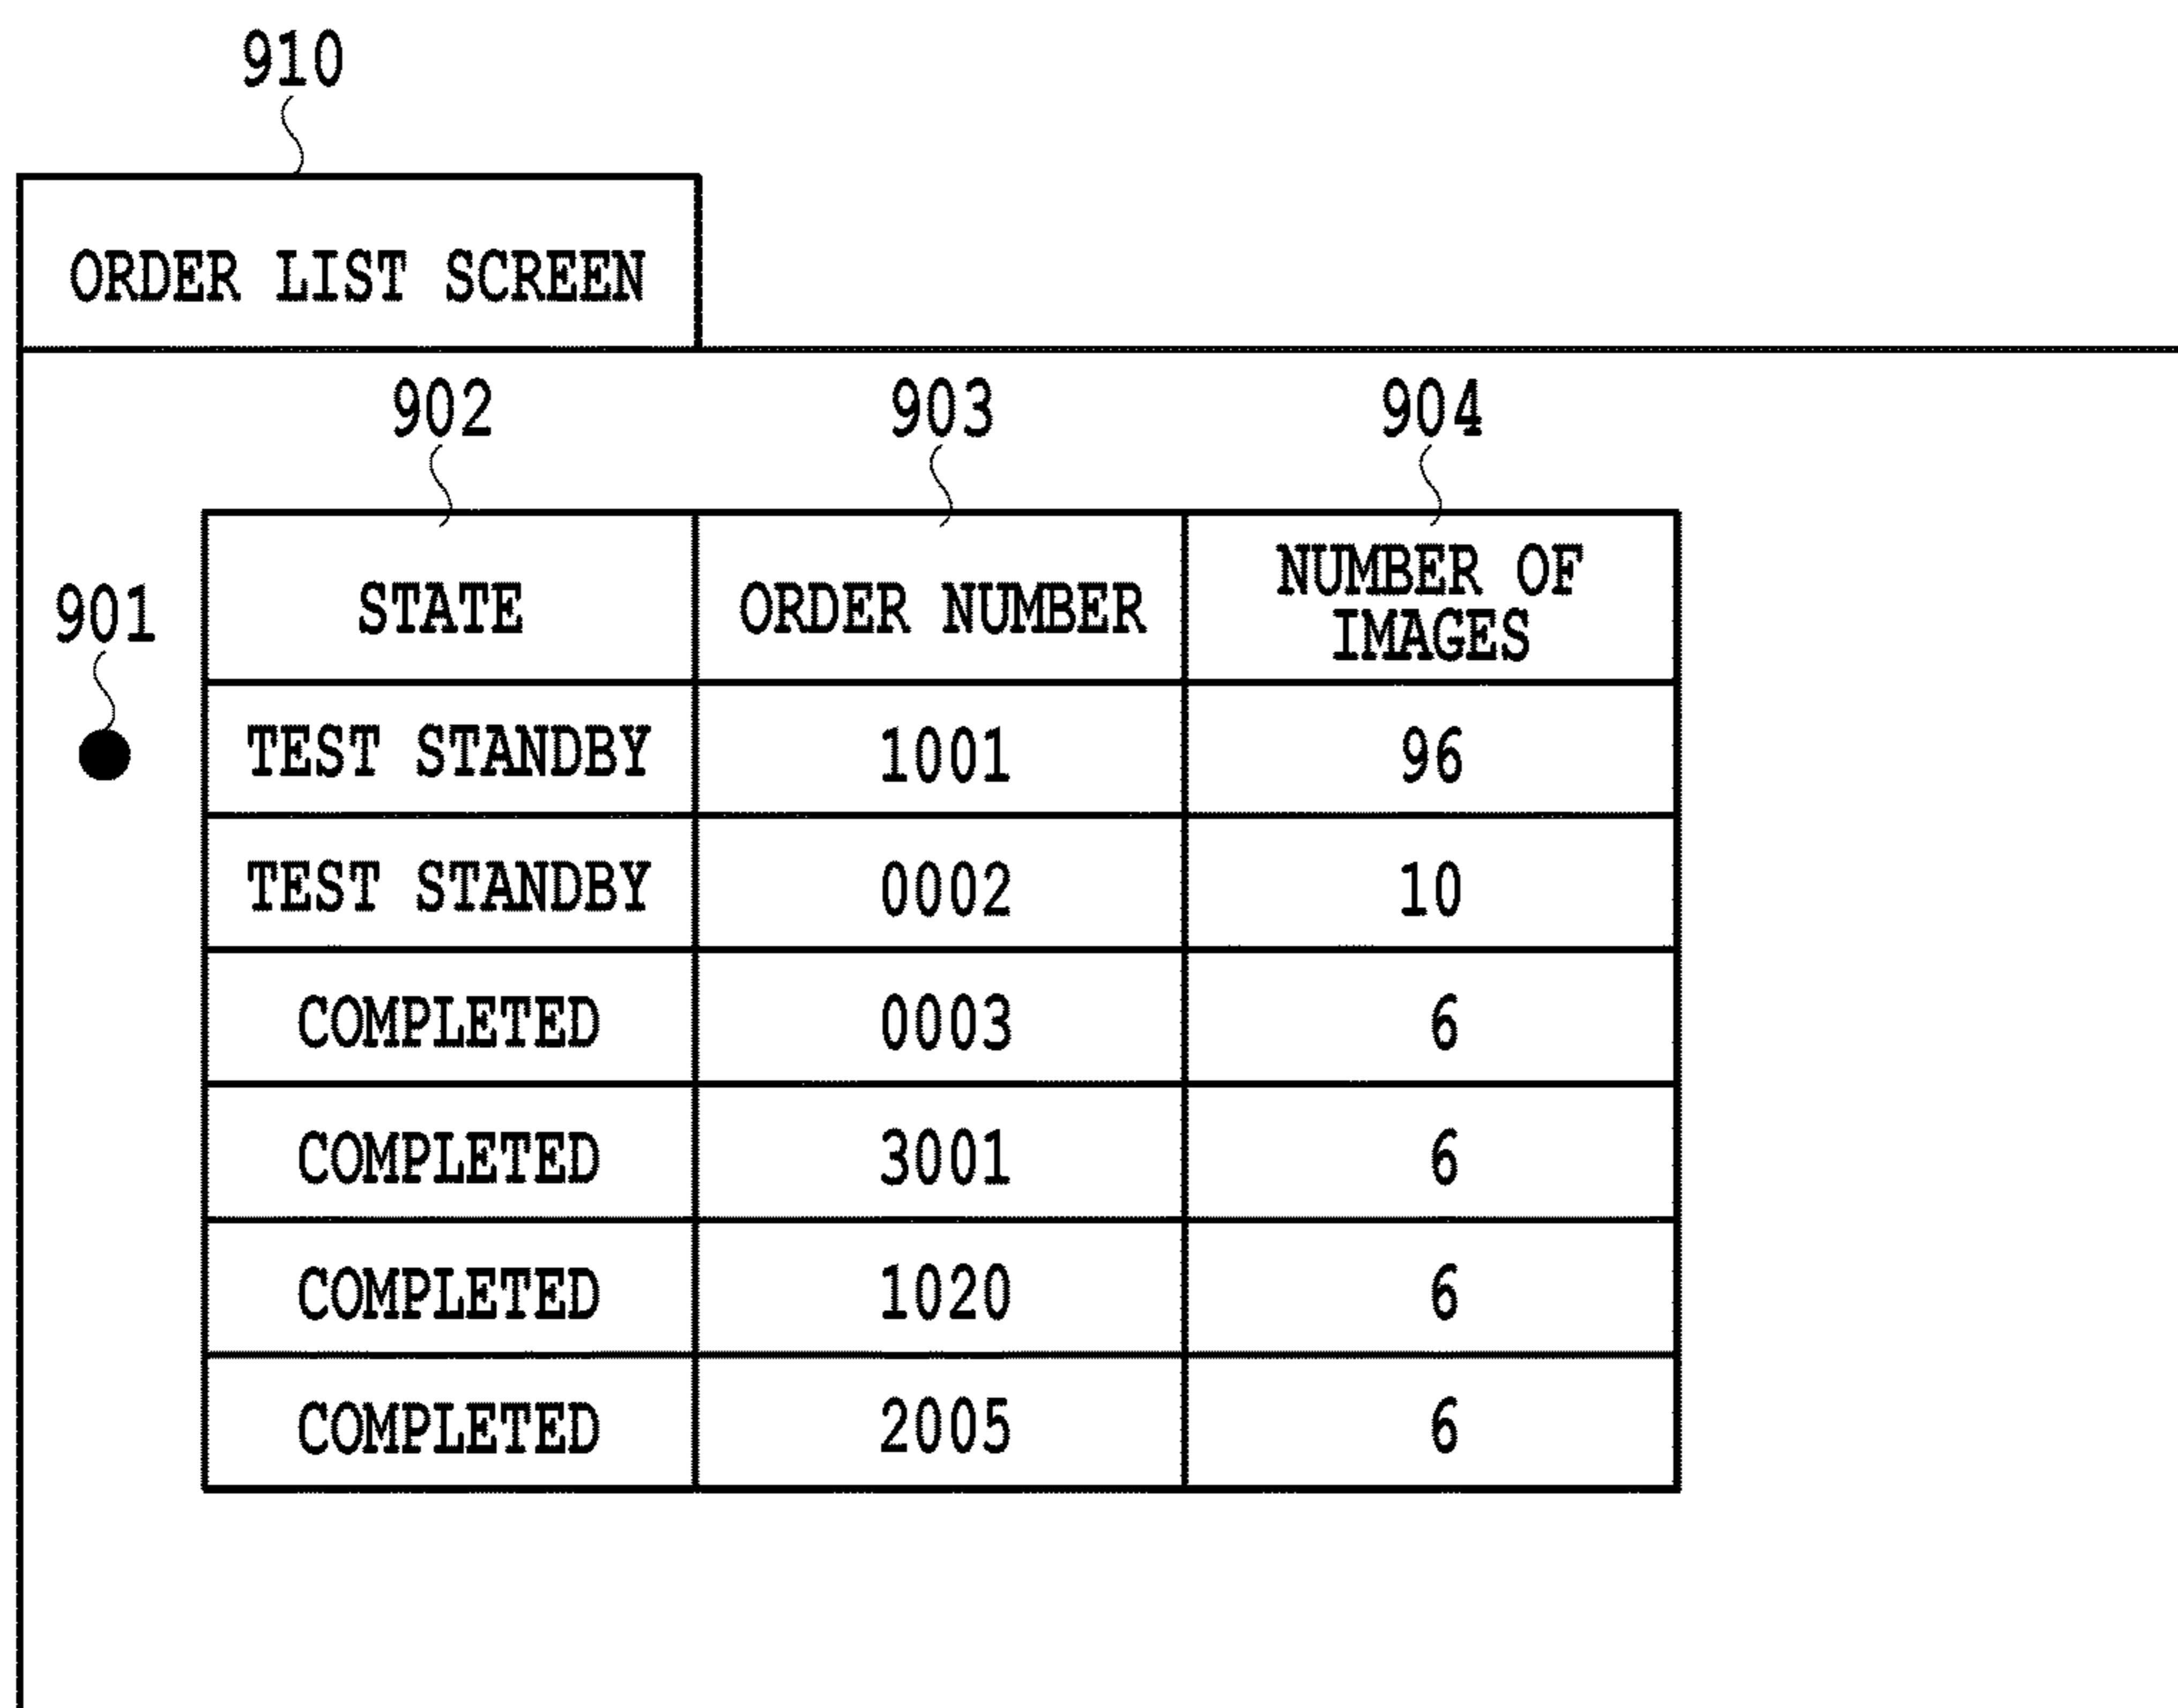 910
ORDER LIST SCREEN
902 903 904
901
STATE ORDER NUMBER NUMBER OF IMAGES
TEST STANDBY 1001 96
TEST STANDBY 0002 10
COMPLETED 0003 6
COMPLETED 3001 6
COMPLETED 1020 6
COMPLETED 2005 6